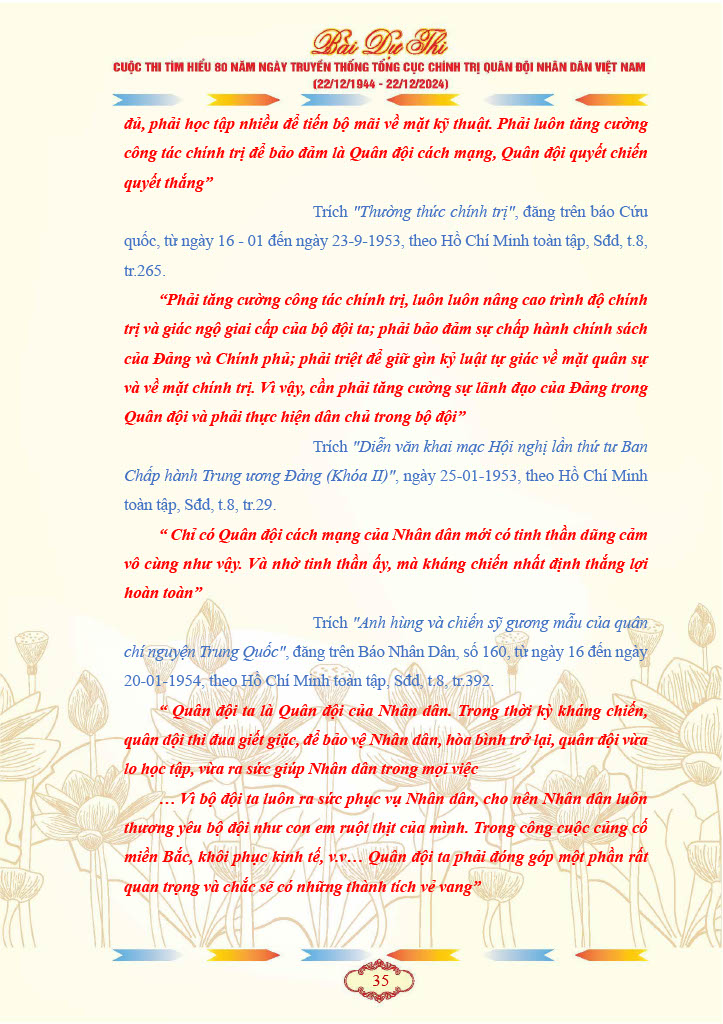 Bài Dự Thi
CUỘC THI TÌM HIỂU 80 NĂM NGÀY TRUYỀN THỐNG TỔNG CỤC CHÍNH TRỊ QUÂN ĐỘI NHÂN DÂN VIỆT NAM
(22/12/1944 - 22/12/2024)
đủ, phải học tập nhiều để tiến bộ mãi về mặt kỹ thuật. Phải luôn tăng cường
công tác chính trị để bảo đảm là Quân đội cách mạng, Quân đội quyết chiến
quyết thắng”
Trích "Thường thức chính trị", đăng trên báo Cứu
quốc, từ ngày 16 - 01 đến ngày 23-9-1953, theo Hồ Chí Minh toàn tập, Sđd, t.8,
tr.265.
“Phải tăng cường công tác chính trị, luôn luôn nâng cao trình độ chính
trị và giác ngộ giai cấp của bộ đội ta; phải bảo đảm sự chấp hành chính sách
của Đảng và Chính phủ; phải triệt để giữ gìn kỷ luật tự giác về mặt quân sự
và về mặt chính trị. Vì vậy, cần phải tăng cường sự lãnh đạo của Đảng trong
Quân đội và phải thực hiện dân chủ trong bộ đội”
Trích "Diễn văn khai mạc Hội nghị lần thứ tư Ban
Chấp hành Trung ương Đảng (Khóa II)", ngày 25-01-1953, theo Hồ Chí Minh
toàn tập, Sđd, t.8, tr.29.
“ Chỉ có Quân đội cách mạng của Nhân dân mới có tinh thần dũng cảm
vô cùng như vậy. Và nhờ tinh thần ấy, mà kháng chiến nhất định thắng lợi
hoàn toàn”
Trích "Anh hùng và chiến sỹ gương mẫu của quân
chí nguyện Trung Quốc", đăng trên Báo Nhân Dân, số 160, từ ngày 16 đến ngày
20-01-1954, theo Hồ Chí Minh toàn tập, Sđd, t.8, tr.392.
“ Quân đội ta là Quân đội của Nhân dân. Trong thời kỳ kháng chiến,
quân dội thi đua giết giặc, để bảo vệ Nhân dân, hòa bình trở lại, quân đội vừa
lo học tập, vừa ra sức giúp Nhân dân trong mọi việc
… Vì bộ đội ta luôn ra sức phục vụ Nhân dân, cho nên Nhân dân luôn
thương yêu bộ đội như con em ruột thịt của mình. Trong công cuộc củng cố
miền Bắc, khôi phục kinh tế, v.v… Quân đội ta phải đóng góp một phần rất
quan trọng và chắc sẽ có những thành tích vẻ vang”
35